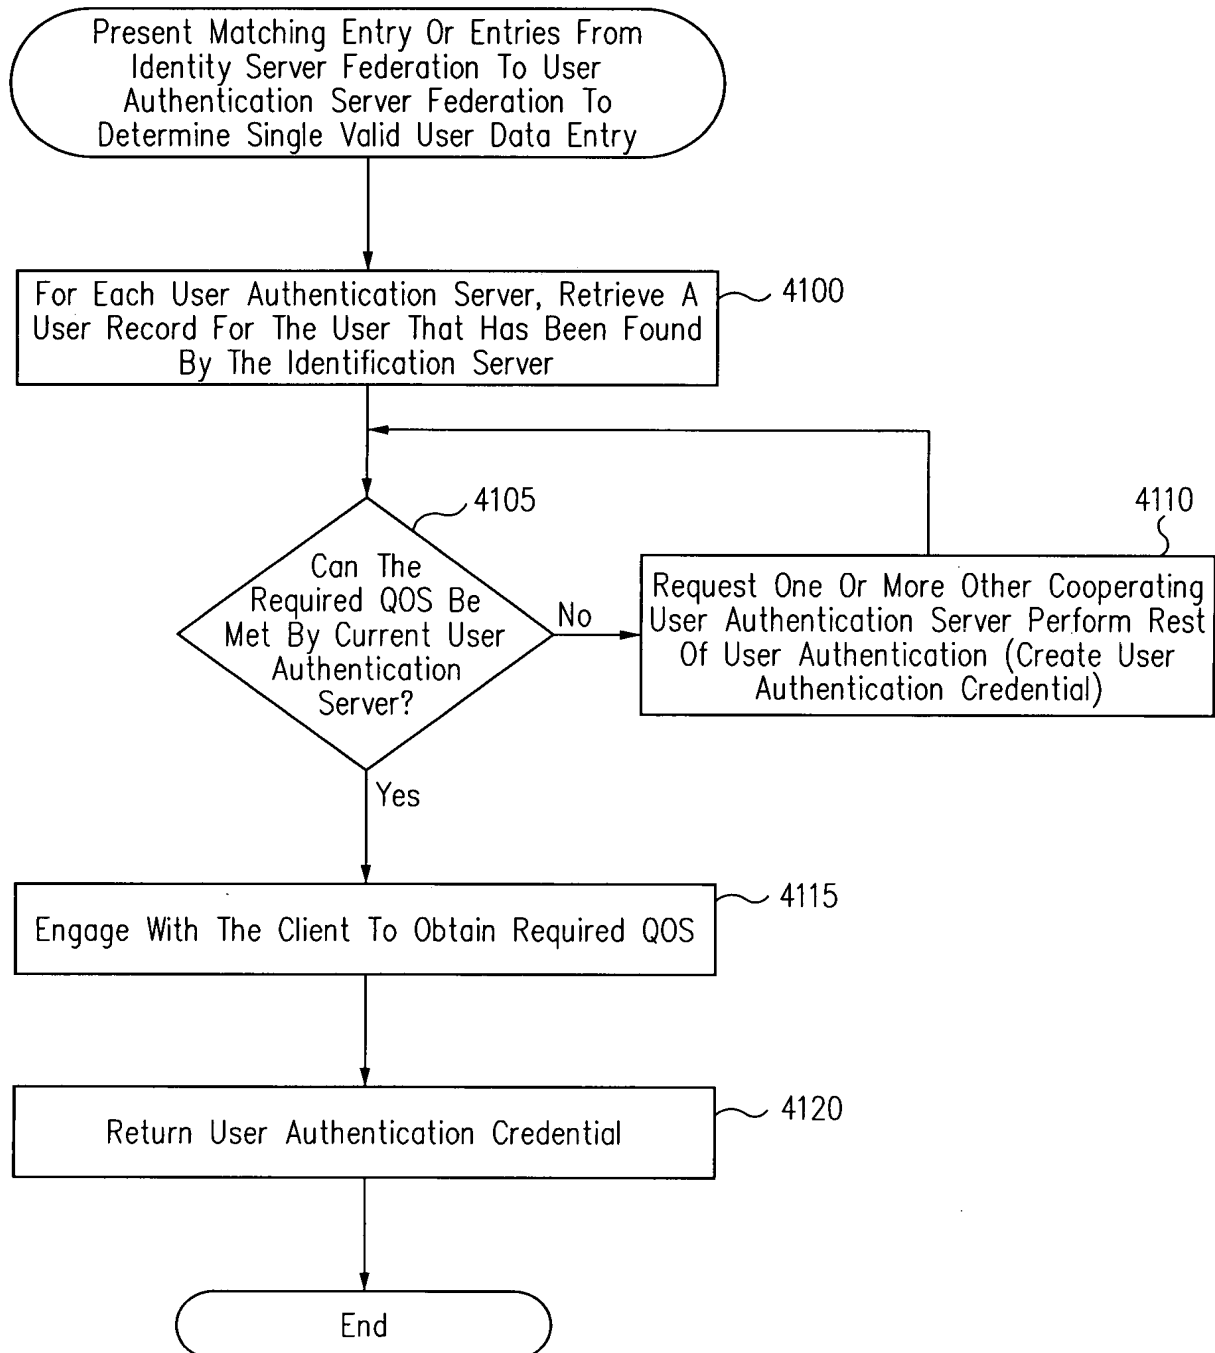 Present Matching Entry Or Entries From
Identity Server Federation To User
Authentication Server Federation To
Determine Single Valid User Data Entry
For Each User Authentication Server, Retrieve A
User Record For The User That Has Been Found
By The Identification Server
4100
4105
Can The
Required QOS Be
Met By Current User
Authentication
Server?
No
4110
Request One Or More Other Cooperating
User Authentication Server Perform Rest
Of User Authentication (Create User
Authentication Credential)
Yes
Engage With The Client To Obtain Required QOS
4115
Return User Authentication Credential
4120
End